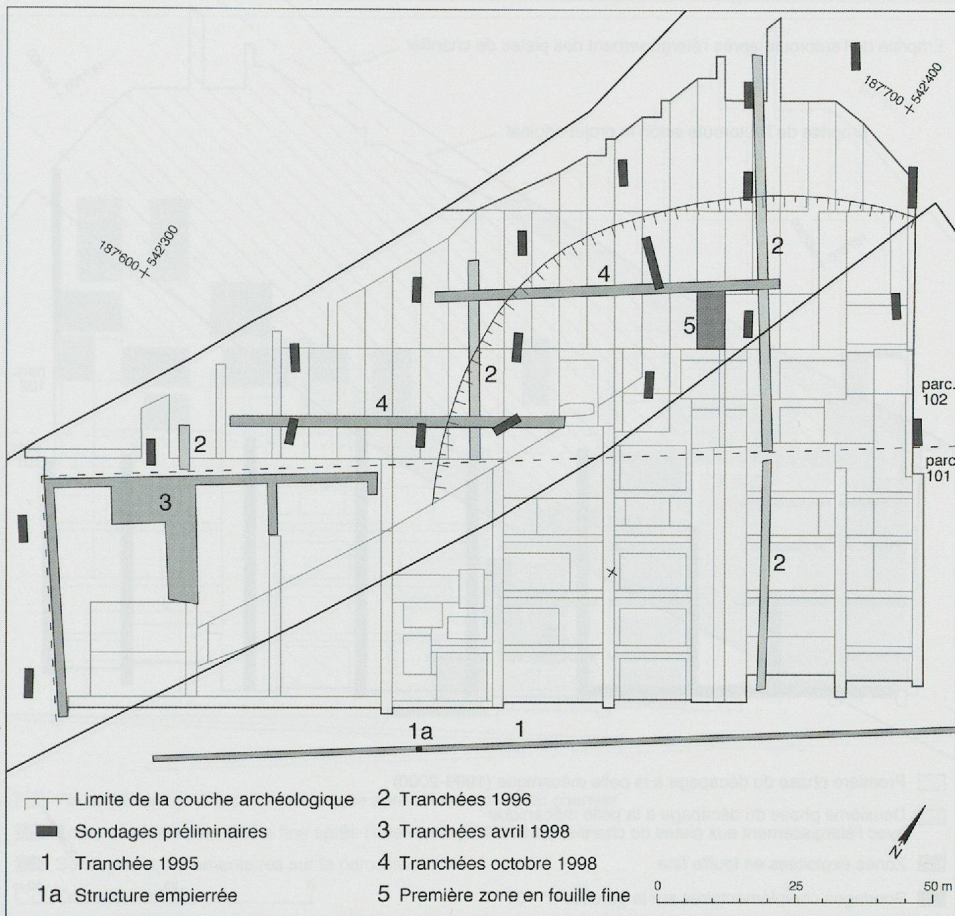 187'700 542'400
187'600 542'300
2
4
5
2
4
2
3
parc. 102
parc. 101
2
1a
1
Limite de la couche archéologique
Sondages préliminaires
1 Tranchée 1995
1a Structure empierrée
2 Tranchées 1996
3 Tranchées avril 1998
4 Tranchées octobre 1998
5 Première zone en fouille fine
N
0 25 50 m